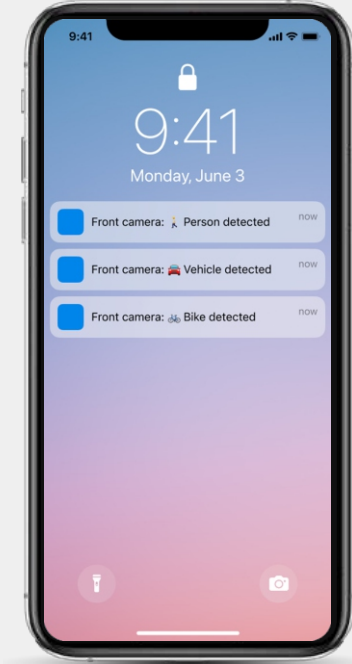 9:41
9:41
Monday, June 3
Front camera: 🚶 Person detected now
Front camera: 🚘 Vehicle detected now
Front camera: 🚲 Bike detected now